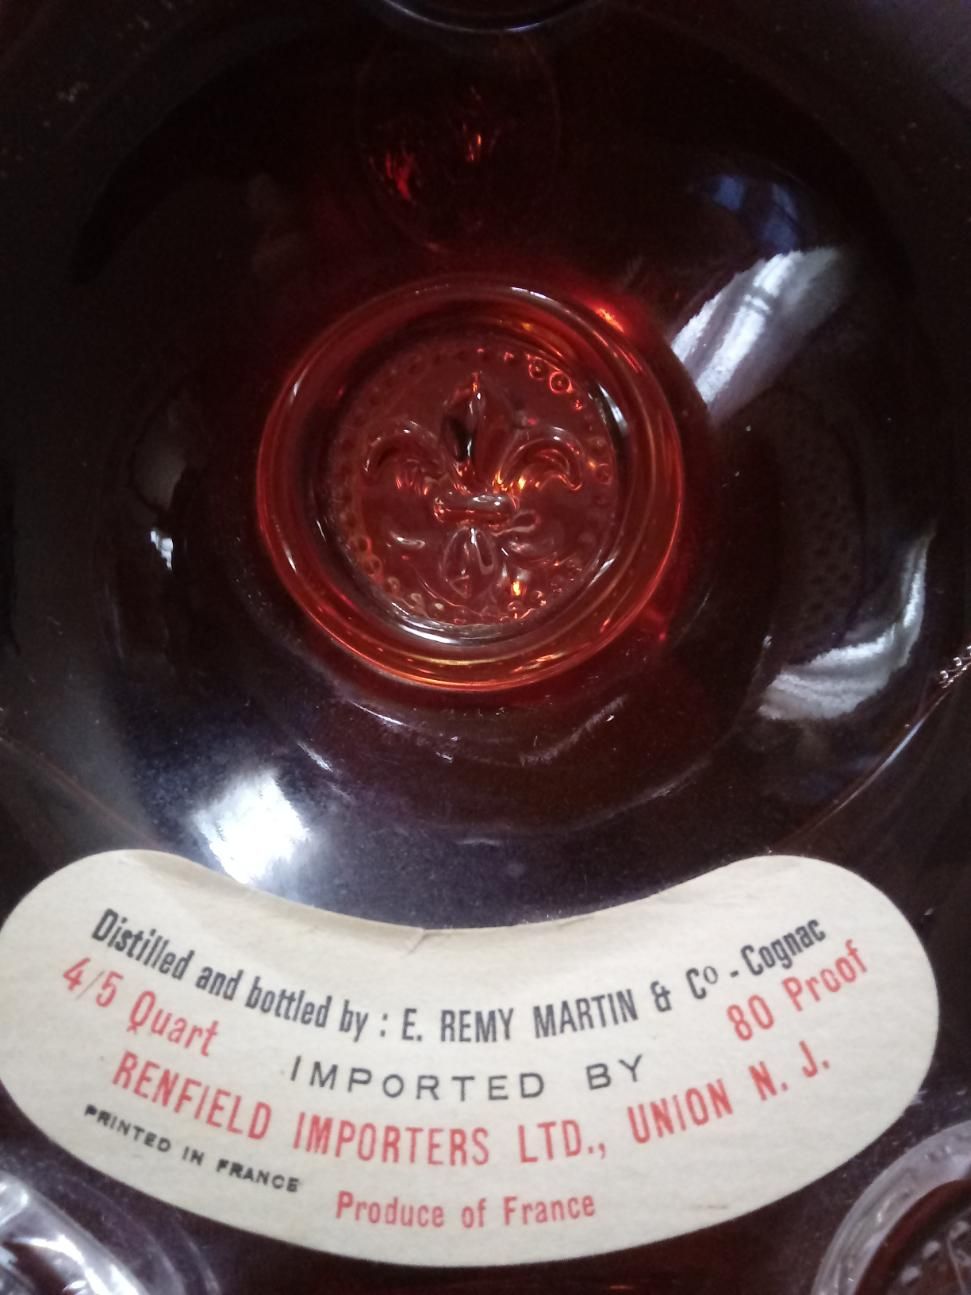 Distilled and bottled by : E. REMY MARTIN & Co - Cognac
4/5 Quart
80 Proof
IMPORTED BY
RENFIELD IMPORTERS LTD., UNION N. J.
PRINTED IN FRANCE
Produce of France